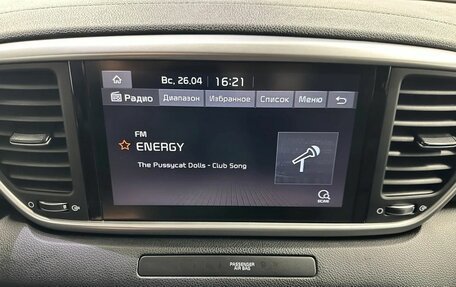 Вс, 26.04 16:21
Радио Диапазон Избранное Список Меню
FM
ENERGY
The Pussycat Dolls - Club Song
SCAN
PASSENGER
AIR BAG